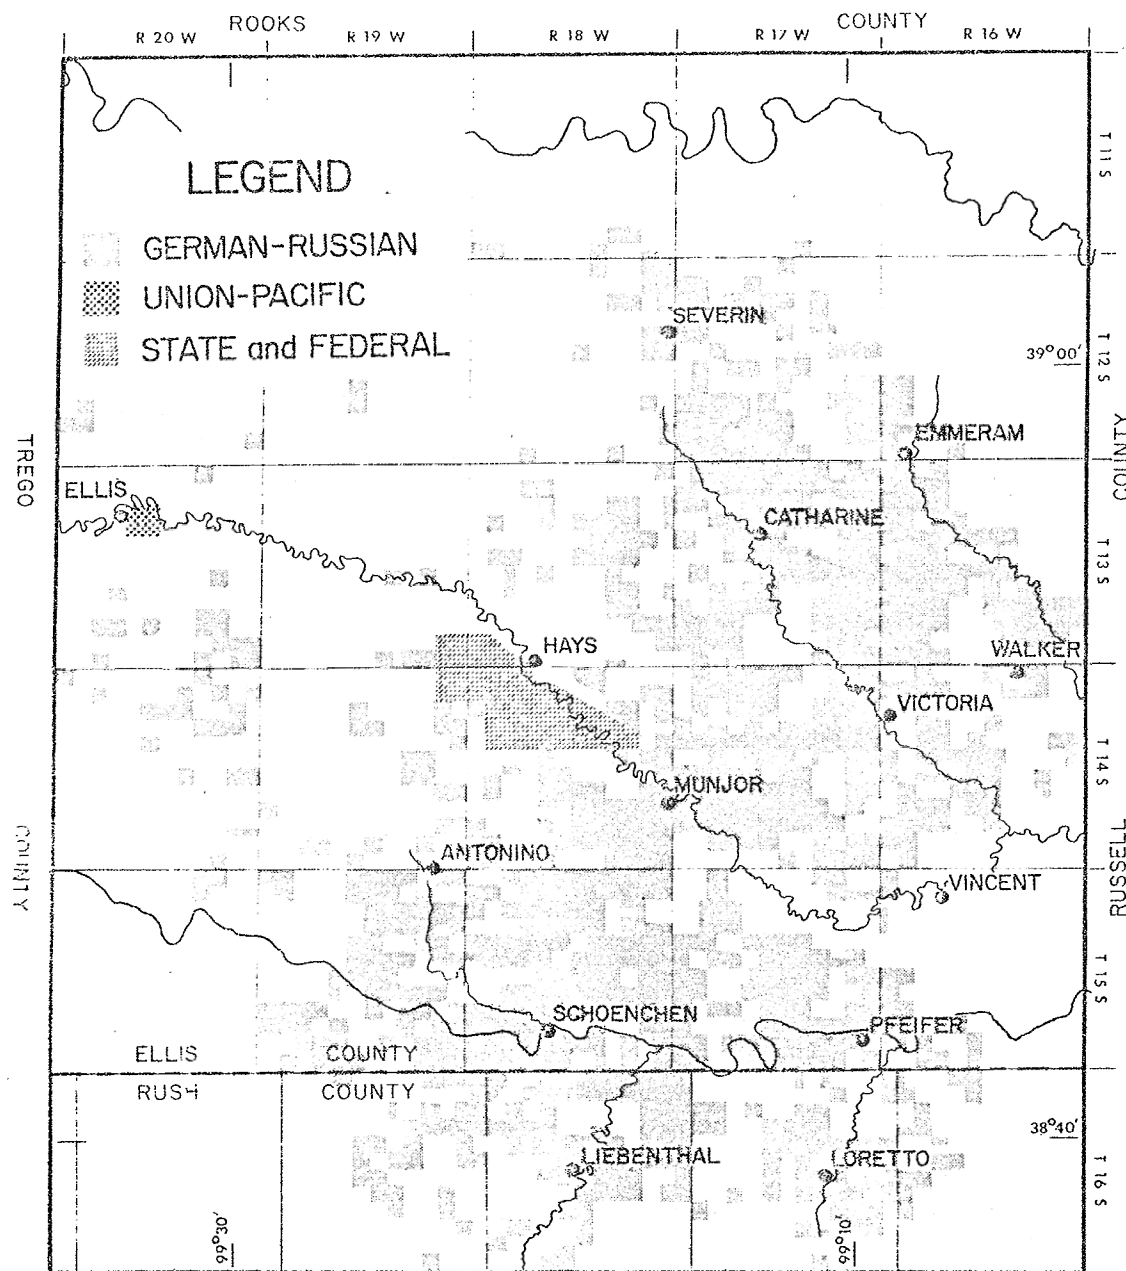 ROOKS COUNTY
R 20 W R 19 W R 18 W R 17 W R 16 W
T 11 S
LEGEND
GERMAN-RUSSIAN
UNION-PACIFIC
STATE and FEDERAL
SEVERIN
39°00'
T 12 S
TREGO
COUNTY
EMMERAM
ELLIS
CATHARINE
T 13 S
HAYS
WALKER
VICTORIA
T 14 S
MUNJOR
COUNTY
ANTONINO
RUSSELL
VINCENT
T 15 S
SCHOENCHEN
PFEIFER
ELLIS COUNTY
RUSH COUNTY
38°40'
LIEBENTHAL
LORETTO
T 16 S
99°30'
99°10'